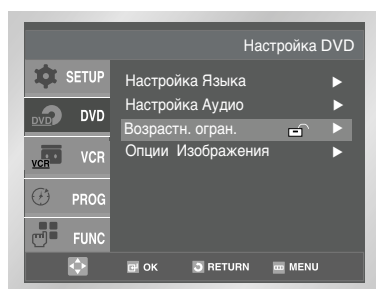 Настройка DVD
SETUP
Настройка Языка
Настройка Аудио
DVD DVD
Возрастн. огран.
VCR VCR
Опции Изображения
PROG
FUNC
OK RETURN MENU